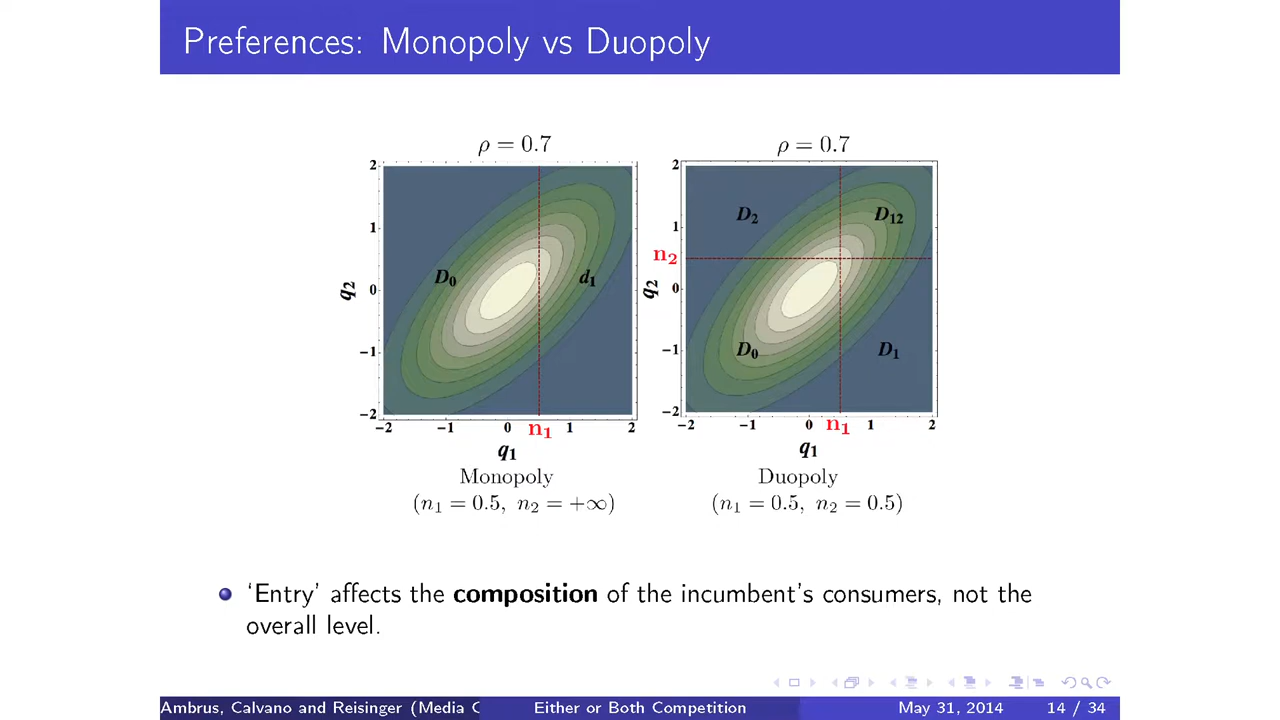 Preferences: Monopoly vs Duopoly
ρ = 0.7
ρ = 0.7
2
1
0
−1
−2
q₂
D₀
d₁
−2 −1 0 n₁ 1 2
q₁
2
1
n₂
0
−1
−2
q₂
D₂
D₁₂
D₀
D₁
−2 −1 0 n₁ 1 2
q₁
Monopoly
(n₁ = 0.5, n₂ = +∞)
Duopoly
(n₁ = 0.5, n₂ = 0.5)
‘Entry’ affects the composition of the incumbent’s consumers, not the
overall level.
Ambrus, Calvano and Reisinger (Media C
Either or Both Competition
May 31, 2014
14 / 34